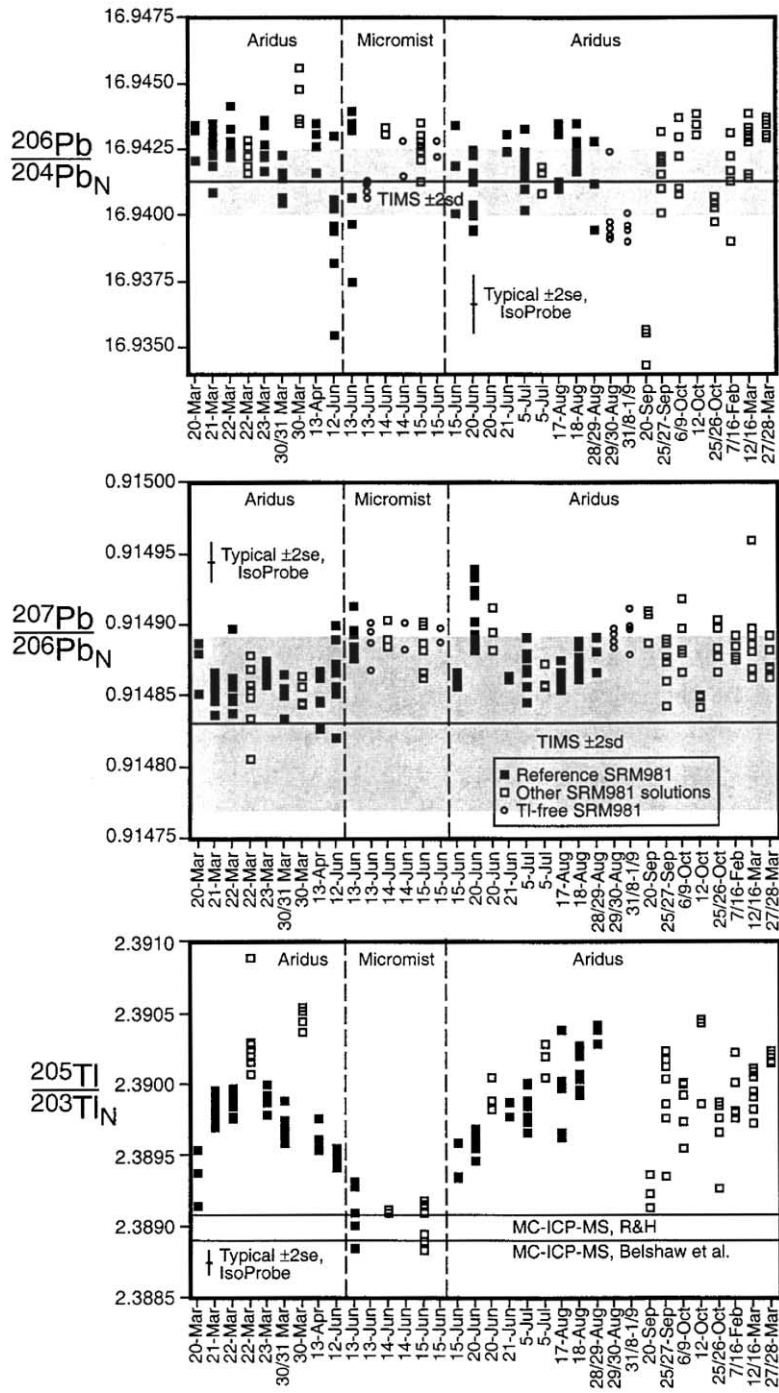 16.9475
16.9450
16.9425
16.9400
16.9375
16.9350
206Pb
204PbN
Aridus
Micromist
Aridus
TIMS ±2sd
Typical ±2se,
IsoProbe
20-Mar
21-Mar
22-Mar
22-Mar
23-Mar
30/31 Mar
30-Mar
13-Apr
12-Jun
13-Jun
13-Jun
14-Jun
14-Jun
15-Jun
15-Jun
15-Jun
20-Jun
20-Jun
21-Jun
5-Jul
5-Jul
17-Aug
18-Aug
28/29-Aug
29/30-Aug
31/8-1/9
20-Sep
25/27-Sep
6/9-Oct
12-Oct
25/26-Oct
7/16-Feb
12/16-Mar
27/28-Mar
0.91500
0.91495
0.91490
0.91485
0.91480
0.91475
207Pb
206PbN
Aridus
Micromist
Aridus
Typical ±2se,
IsoProbe
TIMS ±2sd
Reference SRM981
Other SRM981 solutions
Tl-free SRM981
20-Mar
21-Mar
22-Mar
22-Mar
23-Mar
30/31 Mar
30-Mar
13-Apr
12-Jun
13-Jun
13-Jun
14-Jun
14-Jun
15-Jun
15-Jun
15-Jun
20-Jun
20-Jun
21-Jun
5-Jul
5-Jul
17-Aug
18-Aug
28/29-Aug
29/30-Aug
31/8-1/9
20-Sep
25/27-Sep
6/9-Oct
12-Oct
25/26-Oct
7/16-Feb
12/16-Mar
27/28-Mar
2.3910
2.3905
2.3900
2.3895
2.3890
2.3885
205Tl
203TlN
Aridus
Micromist
Aridus
MC-ICP-MS, R&H
MC-ICP-MS, Belshaw et al.
Typical ±2se,
IsoProbe
20-Mar
21-Mar
22-Mar
22-Mar
23-Mar
30/31 Mar
30-Mar
13-Apr
12-Jun
13-Jun
13-Jun
14-Jun
14-Jun
15-Jun
15-Jun
15-Jun
20-Jun
20-Jun
21-Jun
5-Jul
5-Jul
17-Aug
18-Aug
28/29-Aug
29/30-Aug
31/8-1/9
20-Sep
25/27-Sep
6/9-Oct
12-Oct
25/26-Oct
7/16-Feb
12/16-Mar
27/28-Mar